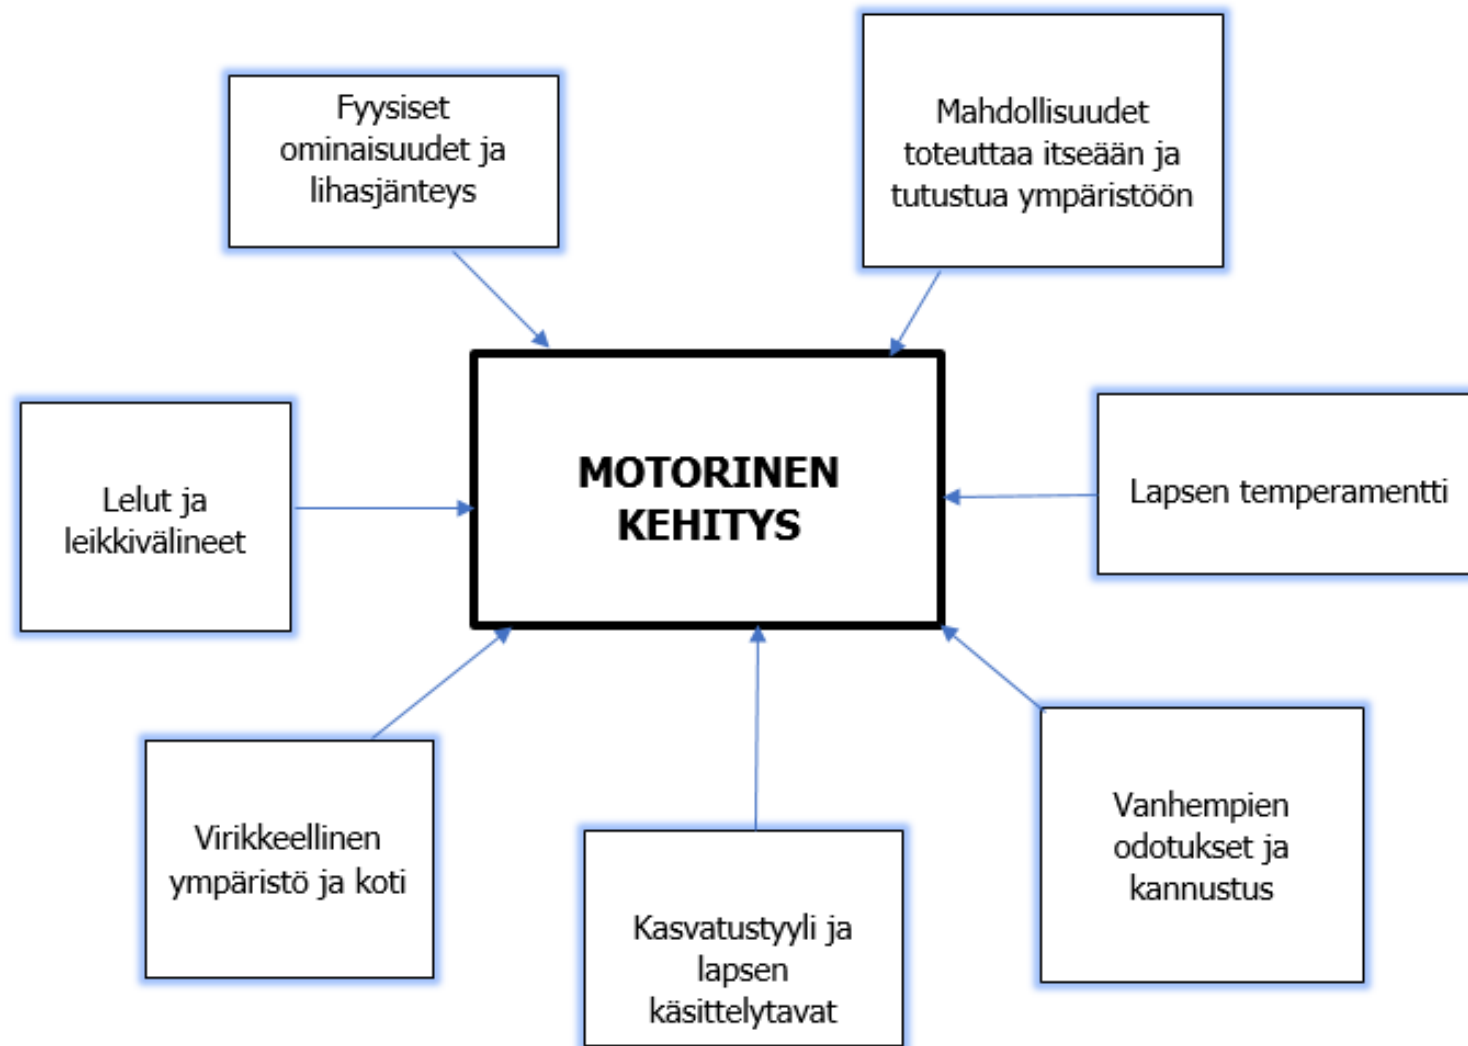 Fyysiset
ominaisuudet ja
lihasjänteys
Mahdollisuudet
toteuttaa itseään ja
tutustua ympäristöön
Lelut ja
leikkivälineet
MOTORINEN
KEHITYS
Lapsen temperamentti
Virikkeellinen
ympäristö ja koti
Kasvatustyyli ja
lapsen
käsittelytavat
Vanhempien
odotukset ja
kannustus